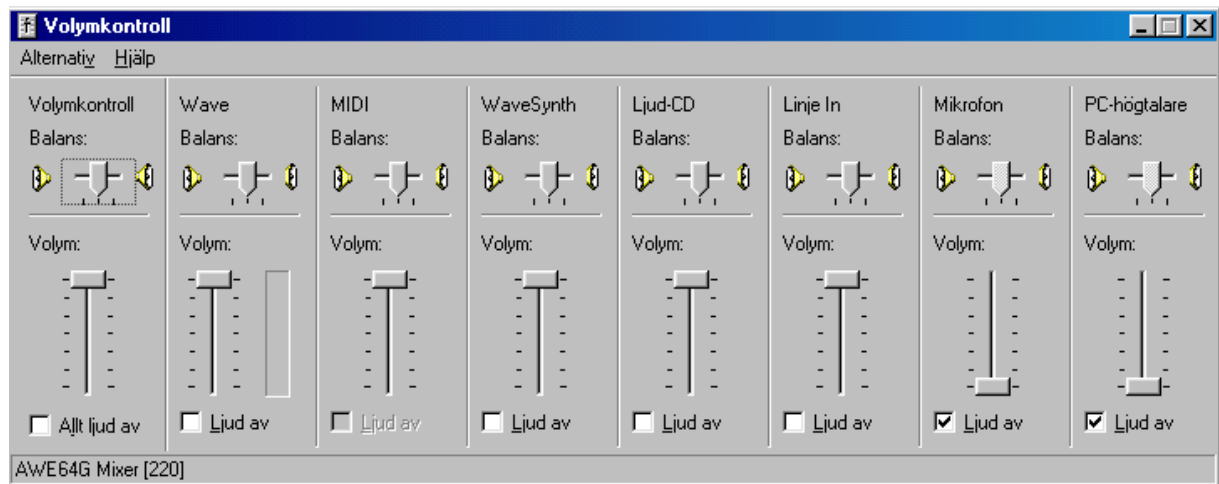 Volymkontroll
Alternativ Hjälp
Volymkontroll Wave MIDI WaveSynth Ljud-CD Linje In Mikrofon PC-högtalare
Balans: Balans: Balans: Balans: Balans: Balans: Balans: Balans:
Volym: Volym: Volym: Volym: Volym: Volym: Volym: Volym:
Allt ljud av Ljud av Ljud av Ljud av Ljud av Ljud av Ljud av Ljud av
AWE64G Mixer [220]